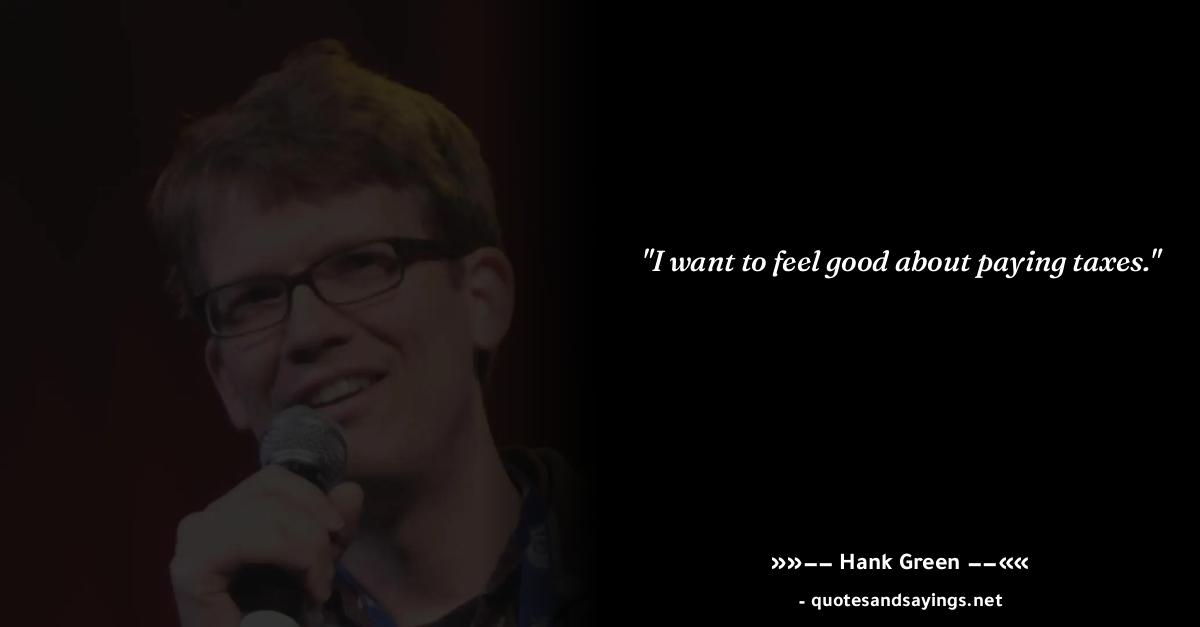 "I want to feel good about paying taxes."
»»−− Hank Green −−««
- quotesandsayings.net